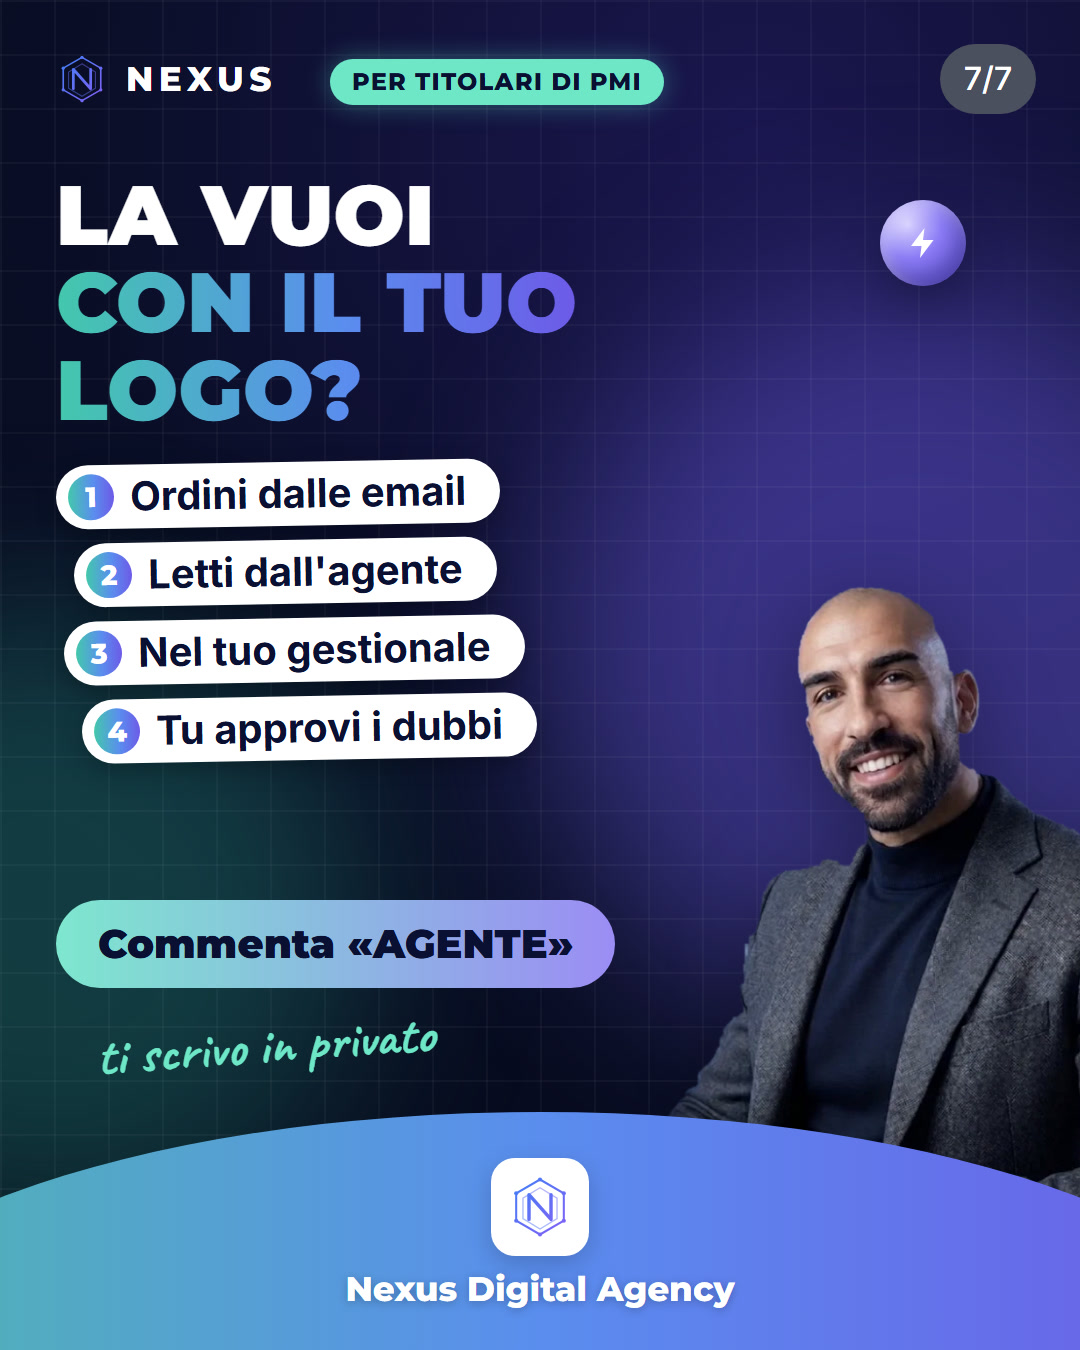 NEXUS
PER TITOLARI DI PMI
7/7
LA VUOI
CON IL TUO
LOGO?
1 Ordini dalle email
2 Letti dall'agente
3 Nel tuo gestionale
4 Tu approvi i dubbi
Commenta «AGENTE»
ti scrivo in privato
N
Nexus Digital Agency